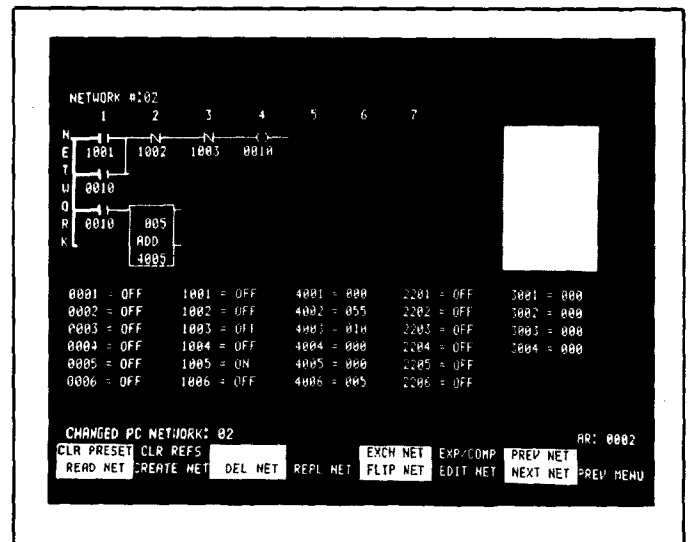 NETWORK #:02
1 2 3 4 5 6 7
NETWORK
1001 1002 1003 0010
0010
0010 005
ADD
4005
0001 = OFF 1001 = OFF 4001 = 000 2201 = OFF 3001 = 000
0002 = OFF 1002 = OFF 4002 = 055 2202 = OFF 3002 = 000
0003 = OFF 1003 = OFF 4003 = 010 2203 = OFF 3003 = 000
0004 = OFF 1004 = OFF 4004 = 000 2204 = OFF 3004 = 000
0005 = OFF 1005 = ON 4005 = 000 2205 = OFF
0006 = OFF 1006 = OFF 4006 = 005 2206 = OFF
CHANGED PC NETWORK: 02 AR: 0002
CLR PRESET CLR REFS EXCH NET EXP/COMP PREV NET
READ NET CREATE NET DEL NET REPL NET FLIP NET EDIT NET NEXT NET PREV MENU